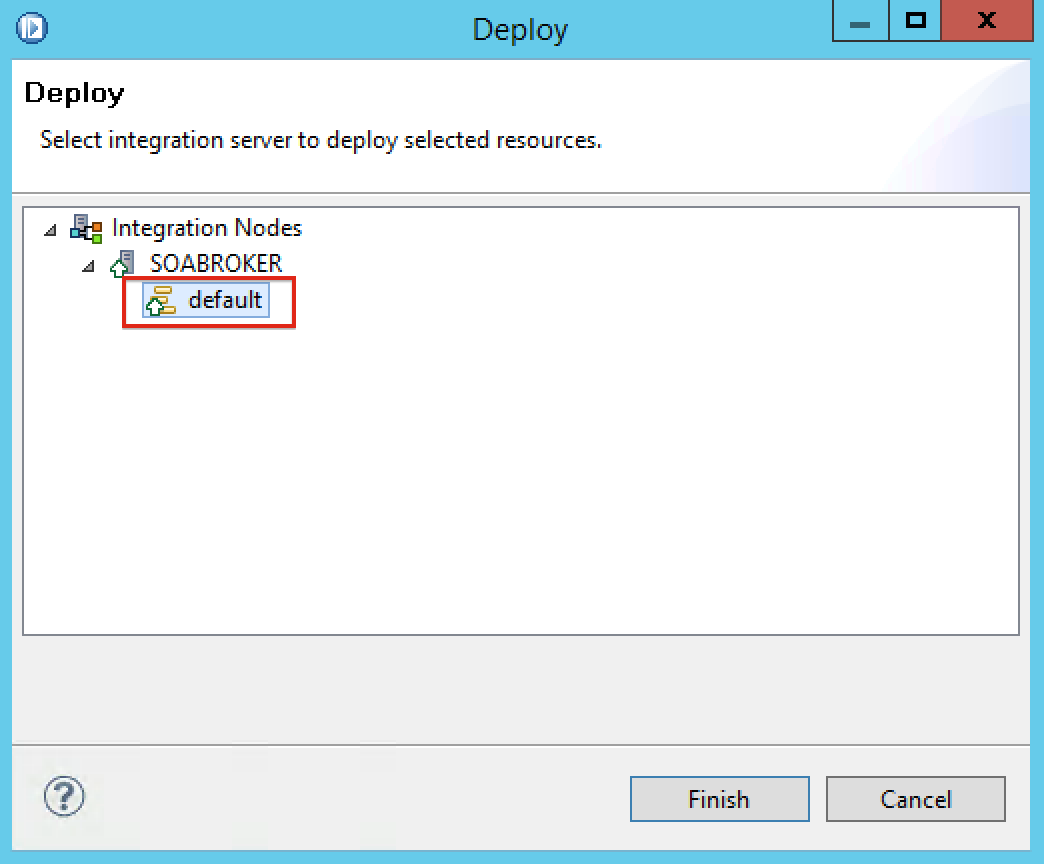 Deploy
Deploy
Select integration server to deploy selected resources.
Integration Nodes
SOABROKER
default
?
Finish
Cancel